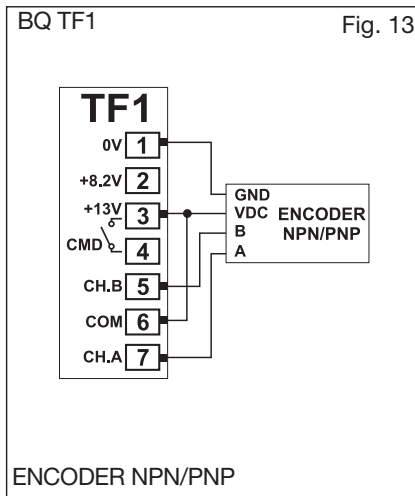 BQ TF1
Fig. 13
TF1
0V 1
+8.2V 2
+13V 3
CMD 4
CH.B 5
COM 6
CH.A 7
GND
VDC
B
A
ENCODER
NPN/PNP
ENCODER NPN/PNP